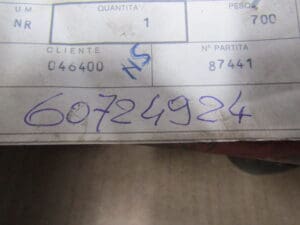 U.M. QUANTITA' PESO
NR 1 700
CLIENTE N° PARTITA
046400 87441
60724924